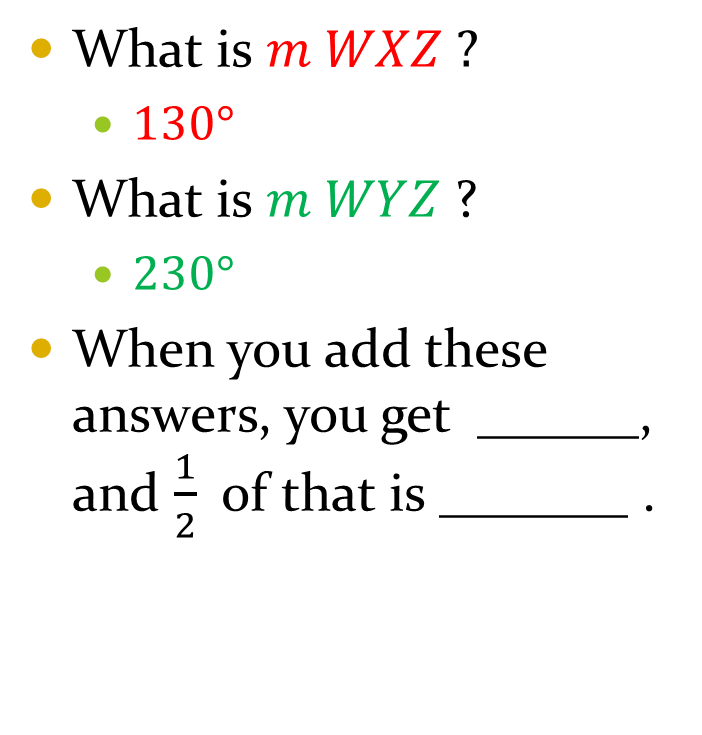 • What is m WXZ ?
• 130°
• What is m WYZ ?
• 230°
• When you add these
answers, you get ______,
and 1/2 of that is _______ .